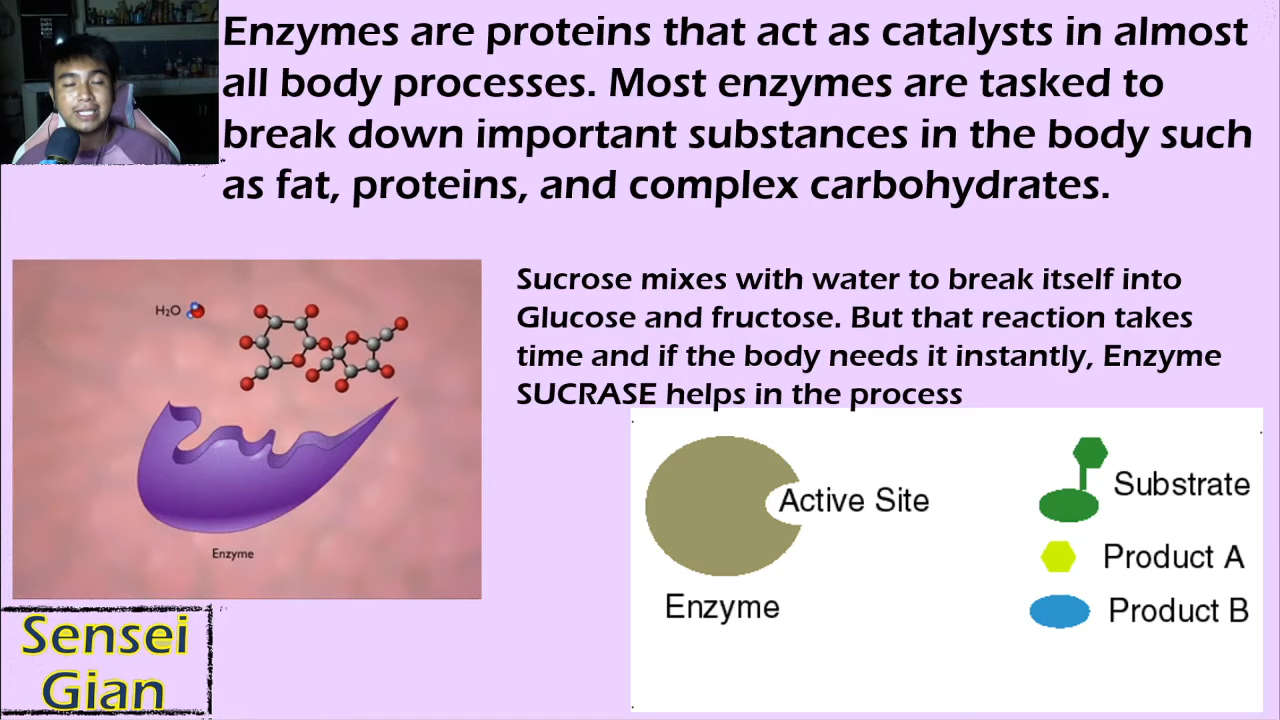 Enzymes are proteins that act as catalysts in almost
all body processes. Most enzymes are tasked to
break down important substances in the body such
as fat, proteins, and complex carbohydrates.
Sucrose mixes with water to break itself into
Glucose and fructose. But that reaction takes
time and if the body needs it instantly, Enzyme
SUCRASE helps in the process
H₂O
Enzyme
Active Site
Enzyme
Substrate
Product A
Product B
Sensei
Gian